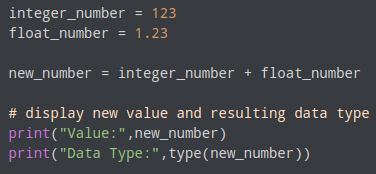 integer_number = 123
float_number = 1.23
new_number = integer_number + float_number
# display new value and resulting data type
print("Value:",new_number)
print("Data Type:",type(new_number))